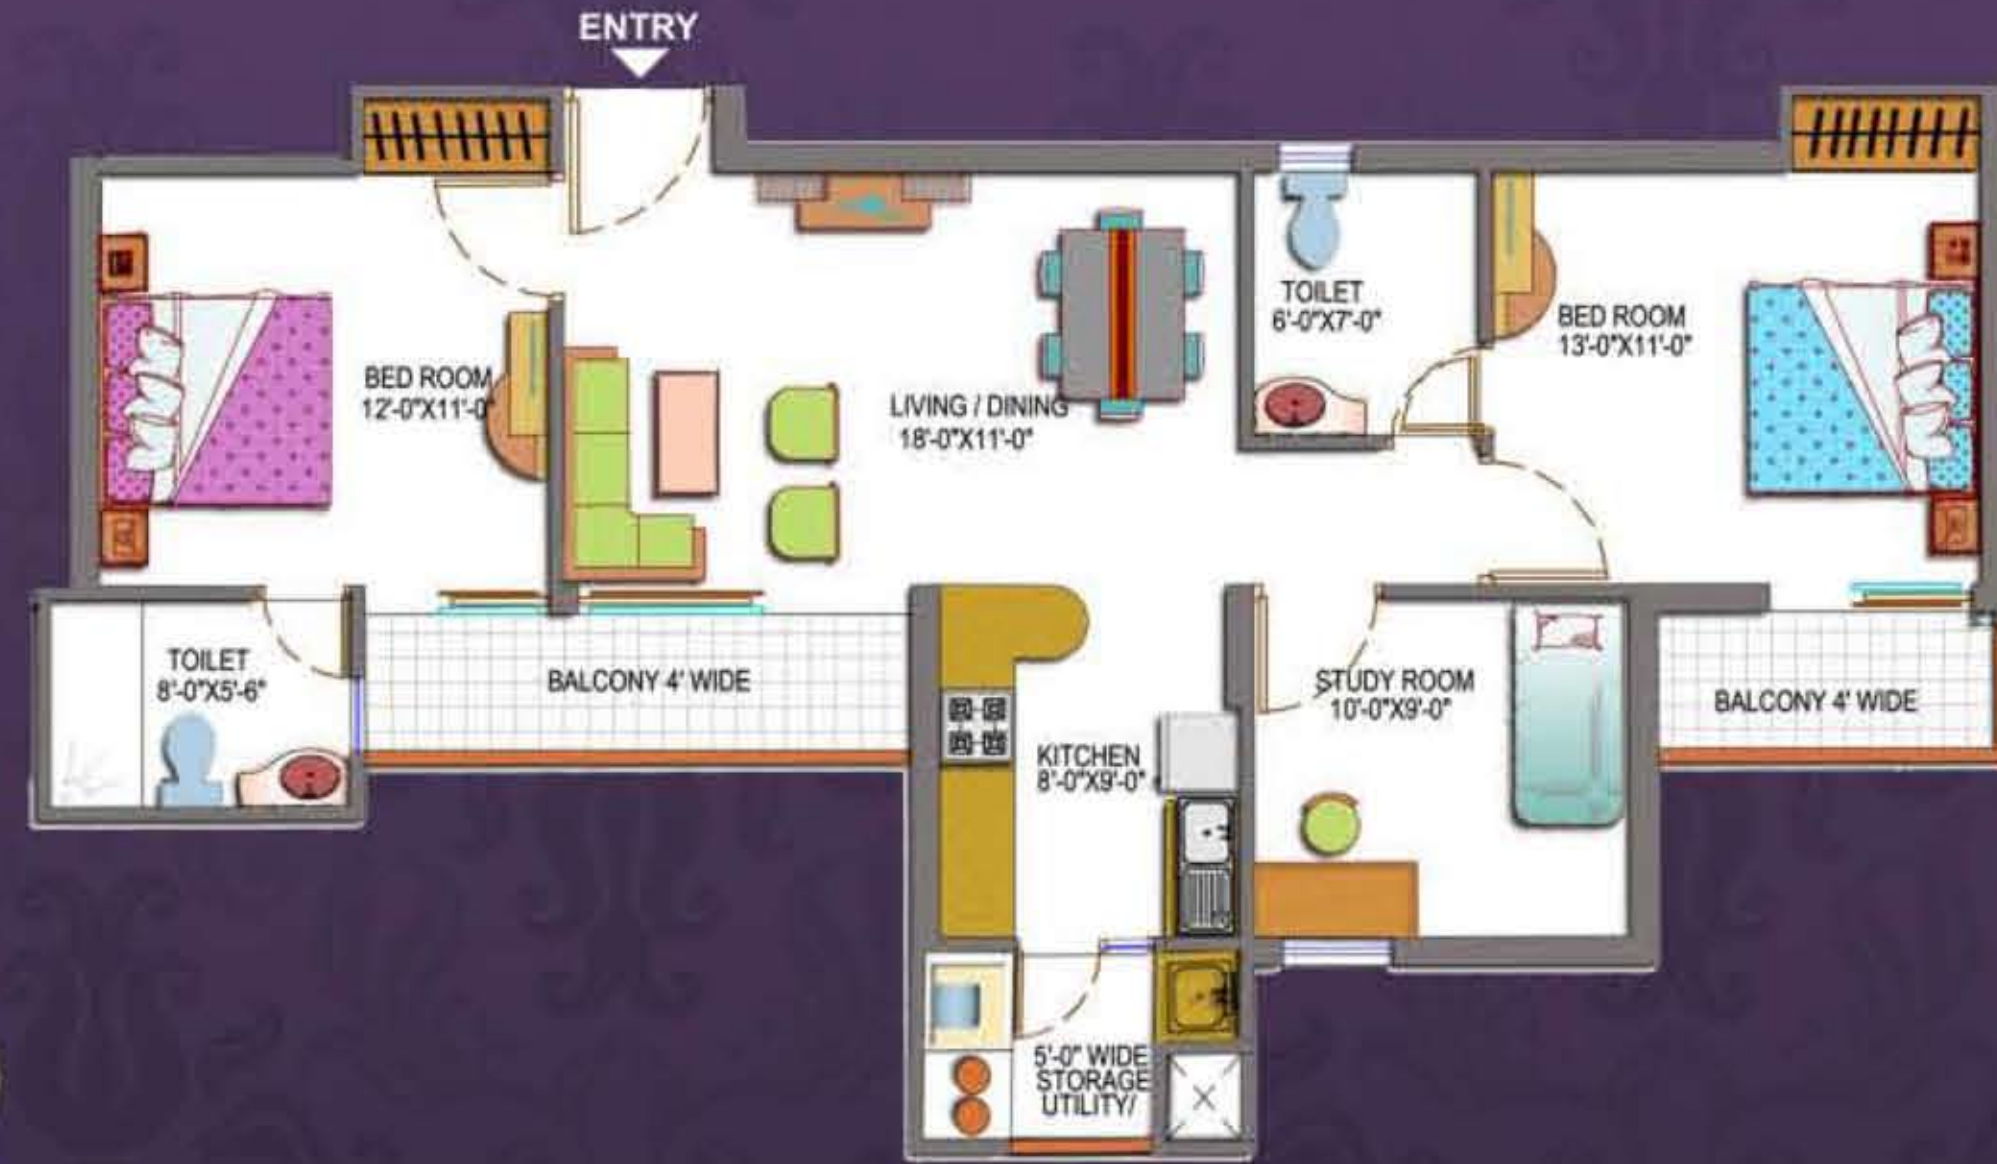 ENTRY
BED ROOM
12'-0"X11'-0"
LIVING / DINING
18'-0"X11'-0"
TOILET
6'-0"X7'-0"
BED ROOM
13'-0"X11'-0"
TOILET
8'-0"X5'-6"
BALCONY 4' WIDE
KITCHEN
8'-0"X9'-0"
STUDY ROOM
10'-0"X9'-0"
BALCONY 4' WIDE
5'-0" WIDE
STORAGE
UTILITY/